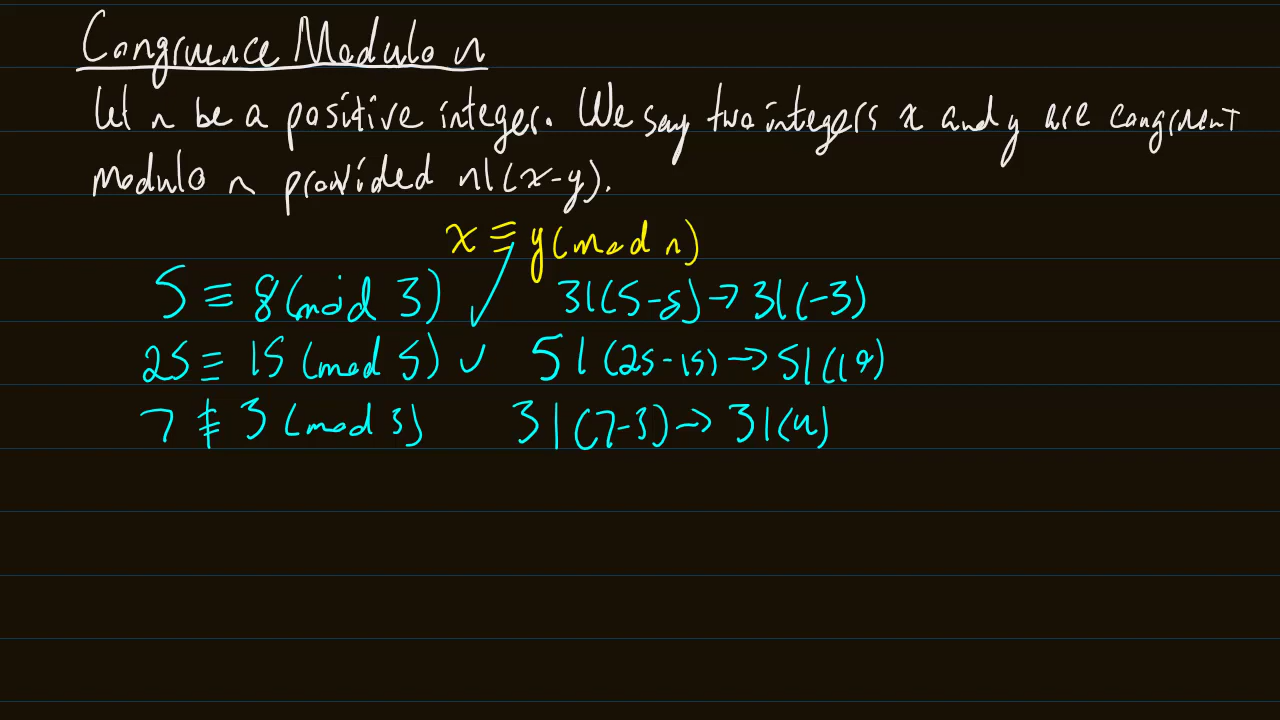 Congruence Modulo n
Let n be a positive integer. We say two integers x and y are congruent
modulo n provided n|(x-y).
x ≡ y (mod n)
5 ≡ 8 (mod 3) ✓ 3|(5-8) → 3|(-3)
25 ≡ 15 (mod 5) ✓ 5|(25-15) → 5|(10)
7 ≢ 3 (mod 3) 3|(7-3) → 3|(4)